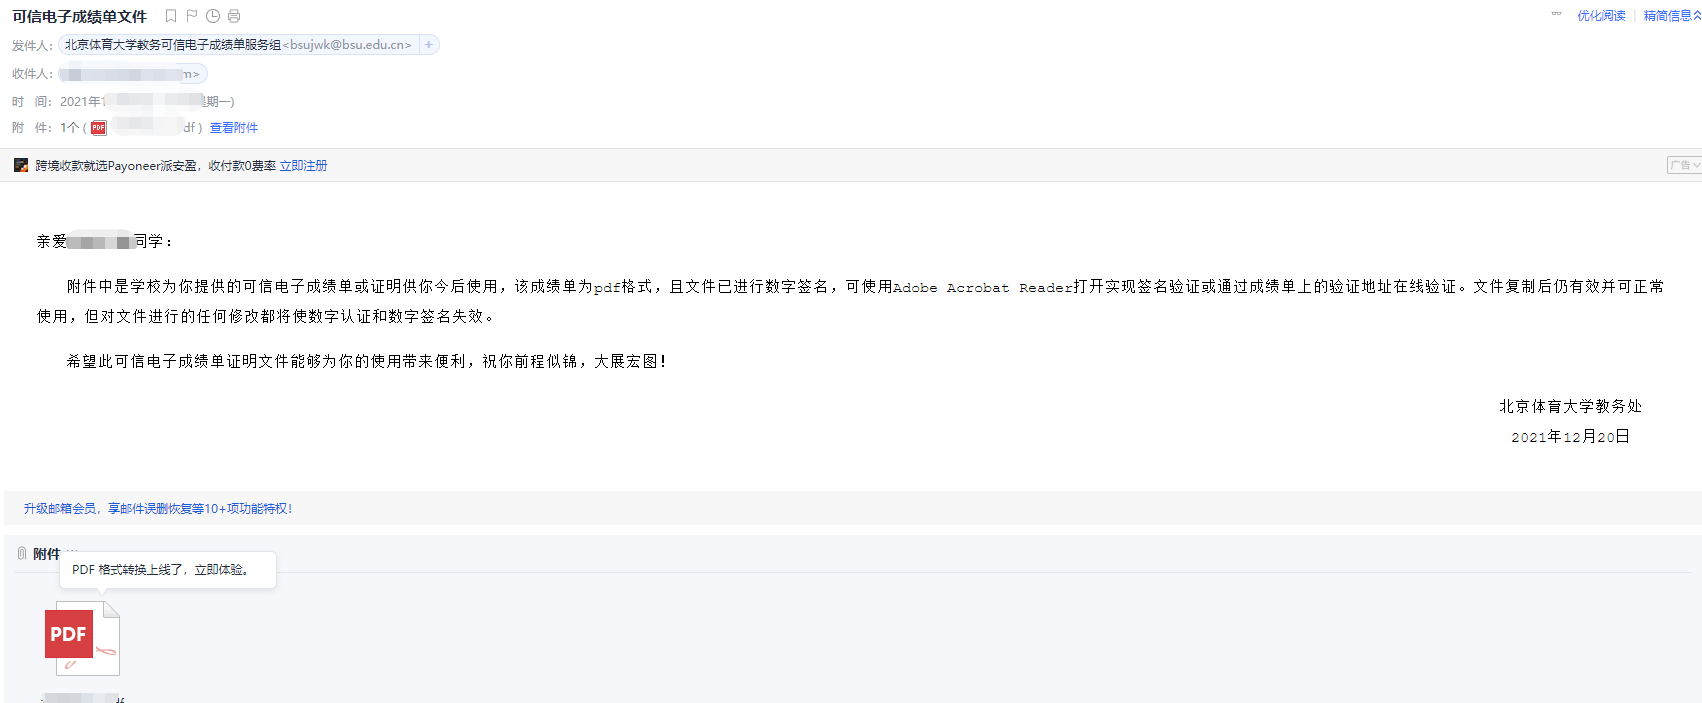 可信电子成绩单文件
优化阅读 | 精简信息
发件人：北京体育大学教务可信电子成绩单服务组<bsujwk@bsu.edu.cn> +
收件人： m>
时 间：2021年 期一)
附 件：1个 ( PDF df ) 查看附件
跨境收款就选Payoneer派安盈，收付款0费率 立即注册
广告
亲爱 同学：
附件中是学校为你提供的可信电子成绩单或证明供你今后使用，该成绩单为pdf格式，且文件已进行数字签名，可使用Adobe Acrobat Reader打开实现签名验证或通过成绩单上的验证地址在线验证。文件复制后仍有效并可正常
使用，但对文件进行的任何修改都将使数字认证和数字签名失效。
希望此可信电子成绩单证明文件能够为你的使用带来便利，祝你前程似锦，大展宏图！
北京体育大学教务处
2021年12月20日
升级邮箱会员，享邮件误删恢复等10+项功能特权！
附件
PDF 格式转换上线了，立即体验。
PDF